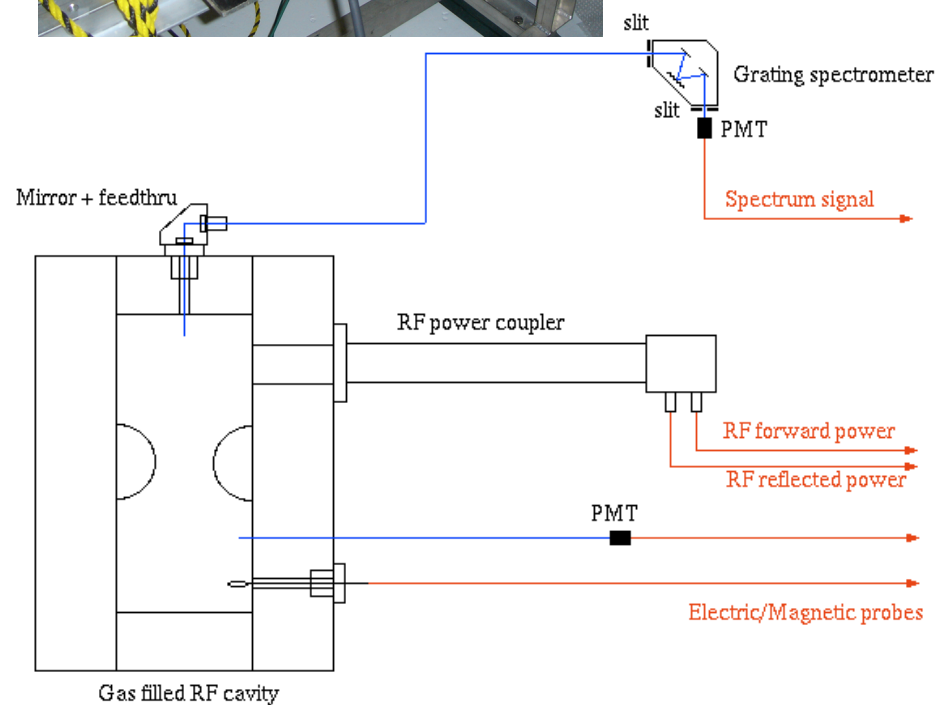 slit
Grating spectrometer
slit
PMT
Mirror + feedthru
Spectrum signal
RF power coupler
RF forward power
RF reflected power
PMT
Electric/Magnetic probes
Gas filled RF cavity